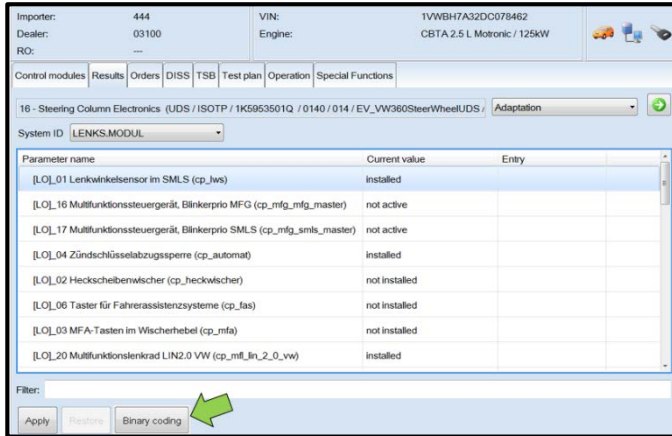 Importer: 444 VIN: 1VWBH7A32DC078462
Dealer: 03100 Engine: CBTA 2.5 L Motronic / 125kW
RO: ---
Control modules Results Orders DISS TSB Test plan Operation Special Functions
16 - Steering Column Electronics (UDS / ISOTP / 1K5953501Q / 0140 / 014 / EV_VW360SteerWheelUDS / Adaptation
System ID LENKS.MODUL
Parameter name Current value Entry
[LO]_01 Lenkwinkelsensor im SMLS (cp_lws) installed
[LO]_16 Multifunktionssteuergerät, Blinkerprio MFG (cp_mfg_mfg_master) not active
[LO]_17 Multifunktionssteuergerät, Blinkerprio SMLS (cp_mfg_smls_master) not active
[LO]_04 Zündschlüsselabzugssperre (cp_automat) installed
[LO]_02 Heckscheibenwischer (cp_heckwischer) not installed
[LO]_06 Taster für Fahrerassistenzsysteme (cp_fas) not installed
[LO]_03 MFA-Tasten im Wischerhebel (cp_mfa) not installed
[LO]_20 Multifunktionslenkrad LIN2.0 VW (cp_mfl_lin_2_0_vw) installed
Filter:
Apply Restore Binary coding